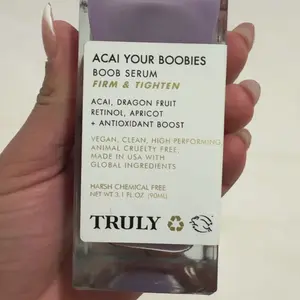 ACAI YOUR BOOBIES
BOOB SERUM
FIRM & TIGHTEN
ACAI, DRAGON FRUIT
RETINOL, APRICOT
+ ANTIOXIDANT BOOST
VEGAN, CLEAN, HIGH PERFORMING,
ANIMAL CRUELTY FREE.
MADE IN USA WITH
GLOBAL INGREDIENTS
HARSH CHEMICAL FREE
NET WT 3.1 FL.OZ (90ML)
TRULY